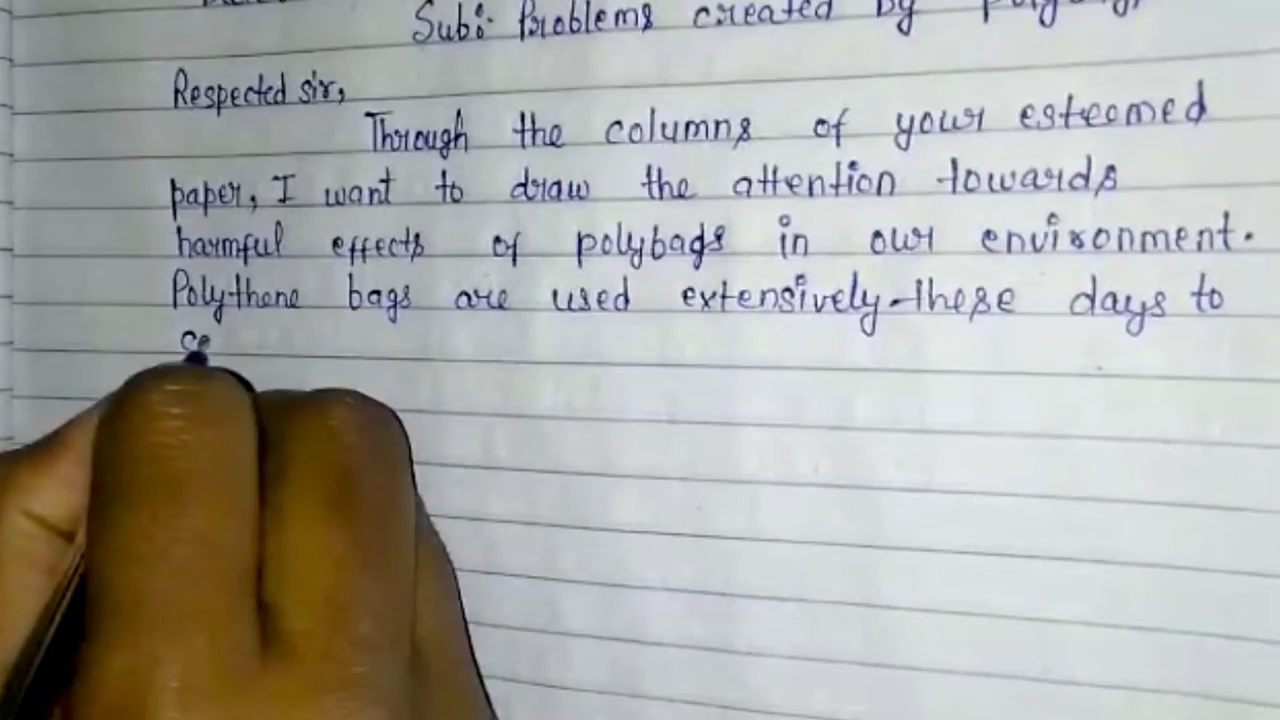 Sub:- Problems created by
Respected sir,
Through the columns of your esteemed
paper, I want to draw the attention towards
harmful effects of polybags in our environment.
Polythene bags are used extensively these days to